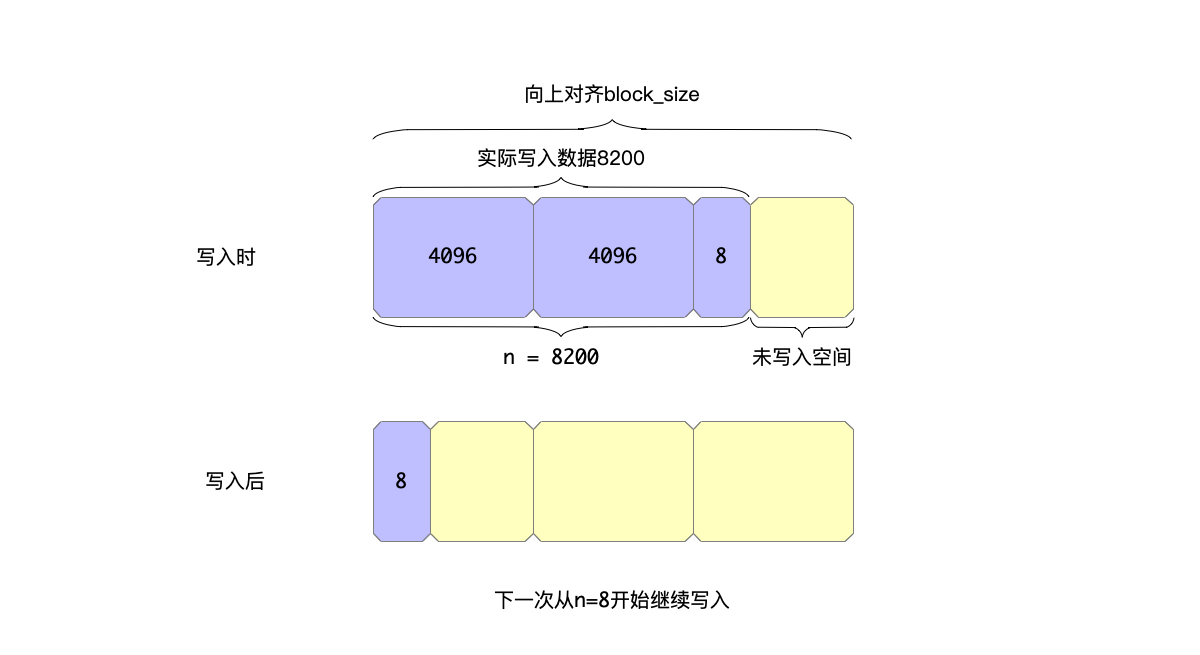 向上对齐block_size
实际写入数据8200
写入时
4096
4096
8
n = 8200
未写入空间
写入后
8
下一次从n=8开始继续写入